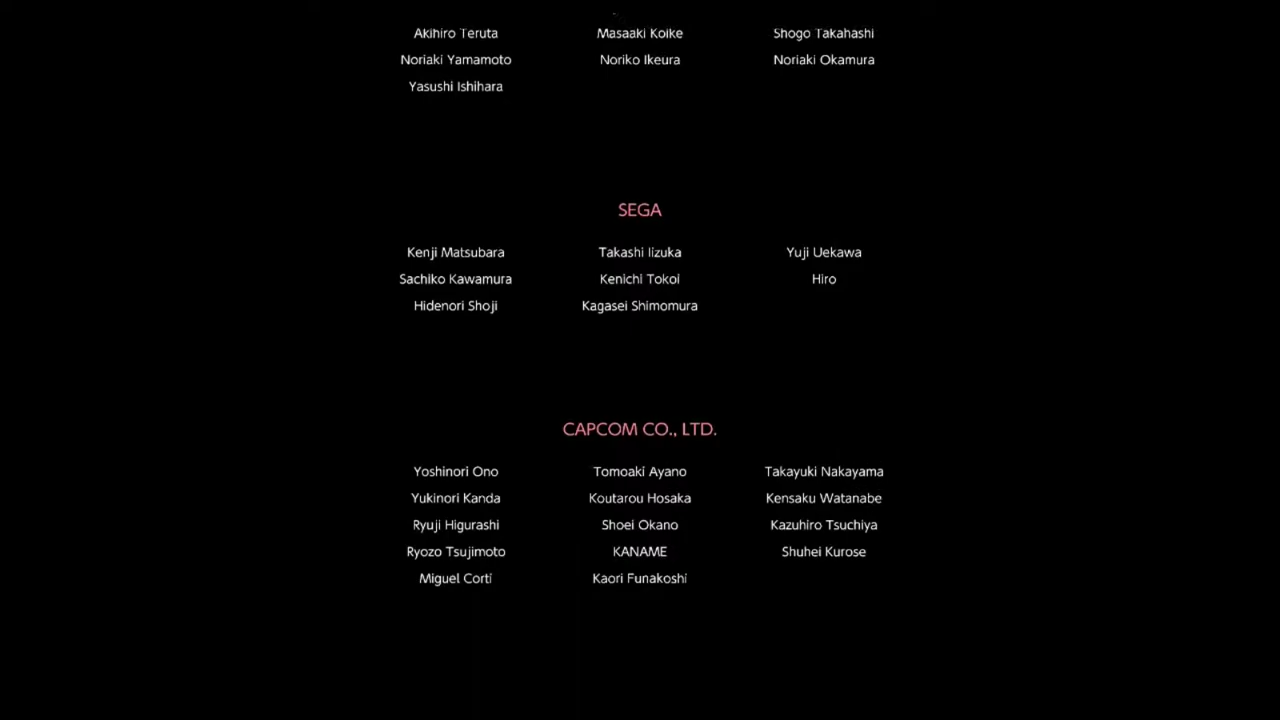 Akihiro Teruta Masaaki Koike Shogo Takahashi
Noriaki Yamamoto Noriko Ikeura Noriaki Okamura
Yasushi Ishihara
SEGA
Kenji Matsubara Takashi Iizuka Yuji Uekawa
Sachiko Kawamura Kenichi Tokoi Hiro
Hidenori Shoji Kagasei Shimomura
CAPCOM CO., LTD.
Yoshinori Ono Tomoaki Ayano Takayuki Nakayama
Yukinori Kanda Koutarou Hosaka Kensaku Watanabe
Ryuji Higurashi Shoei Okano Kazuhiro Tsuchiya
Ryozo Tsujimoto KANAME Shuhei Kurose
Miguel Corti Kaori Funakoshi